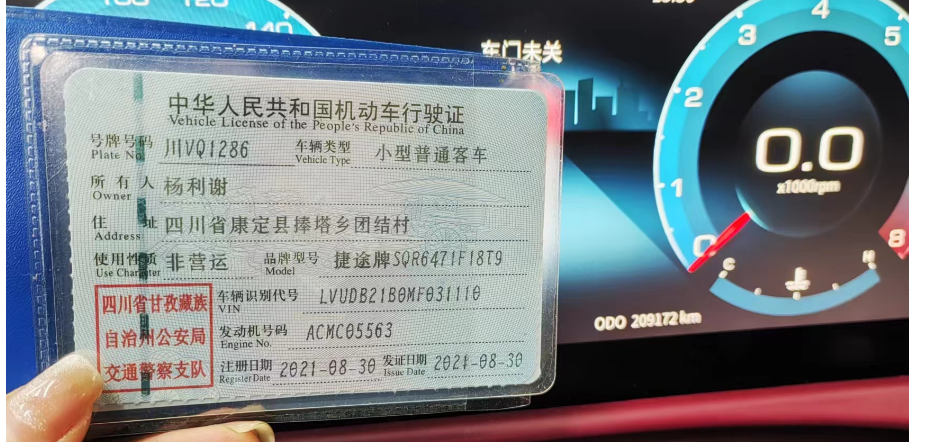 中华人民共和国机动车行驶证
Vehicle License of the People's Republic of China
号牌号码 川VQ1286 车辆类型 小型普通客车
Plate No. Vehicle Type
所有人 杨利谢
Owner
住址 四川省康定县捧塔乡团结村
Address
使用性质 非营运 品牌型号 捷途牌SQR6471F18T9
Use Character Model
四川省甘孜藏族
自治州公安局
交通警察支队
车辆识别代号 LVUDB21B0MF031110
VIN
发动机号码 ACMC05563
Engine No.
注册日期 2021-08-30 发证日期 2021-08-30
Register Date Issue Date
140
车门未关
0 1 2 3 4 5 8
0.0
x1000rpm
C H
ODO 209172 km